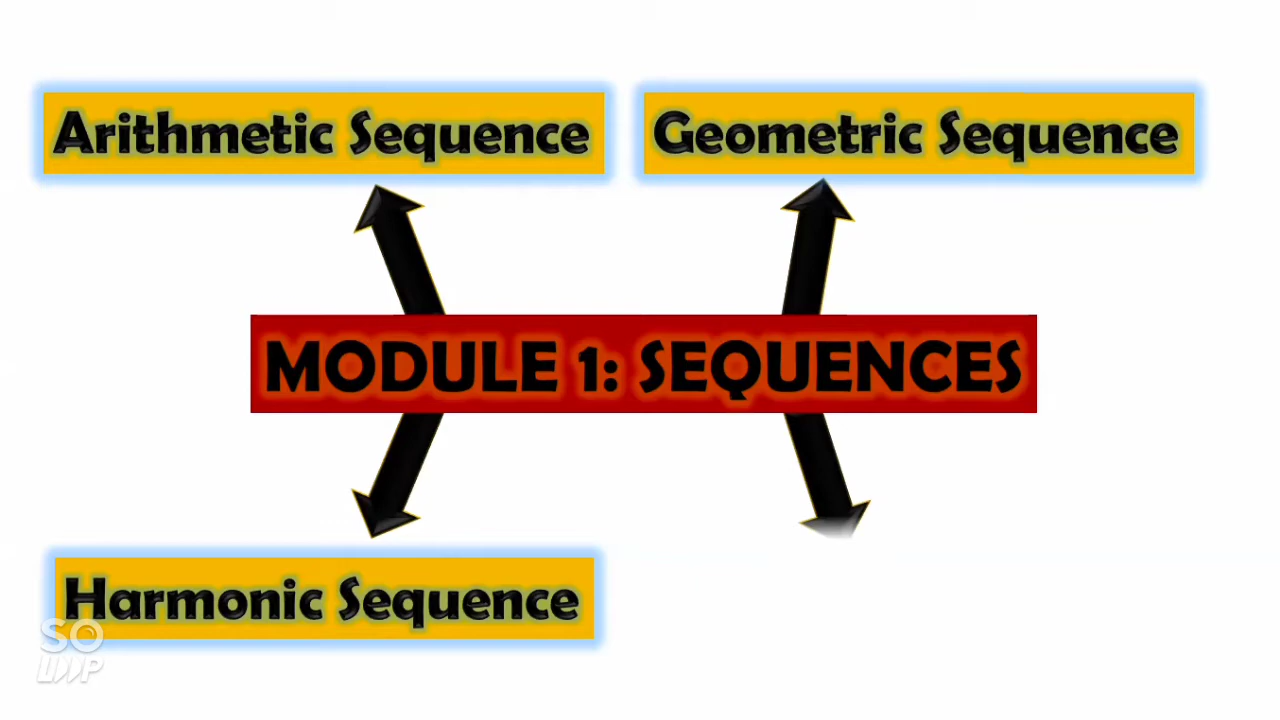 Arithmetic Sequence
Geometric Sequence
MODULE 1: SEQUENCES
Harmonic Sequence